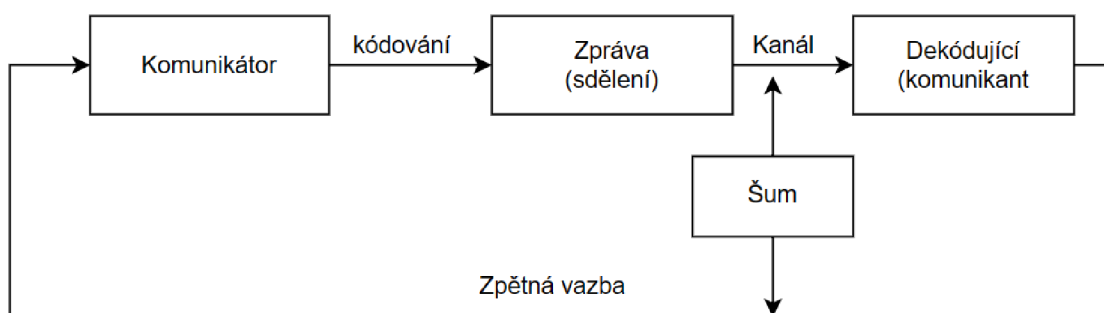 Komunikátor
kódování
Zpráva
(sdělení)
Kanál
Dekódující
(komunikant
Šum
Zpětná vazba